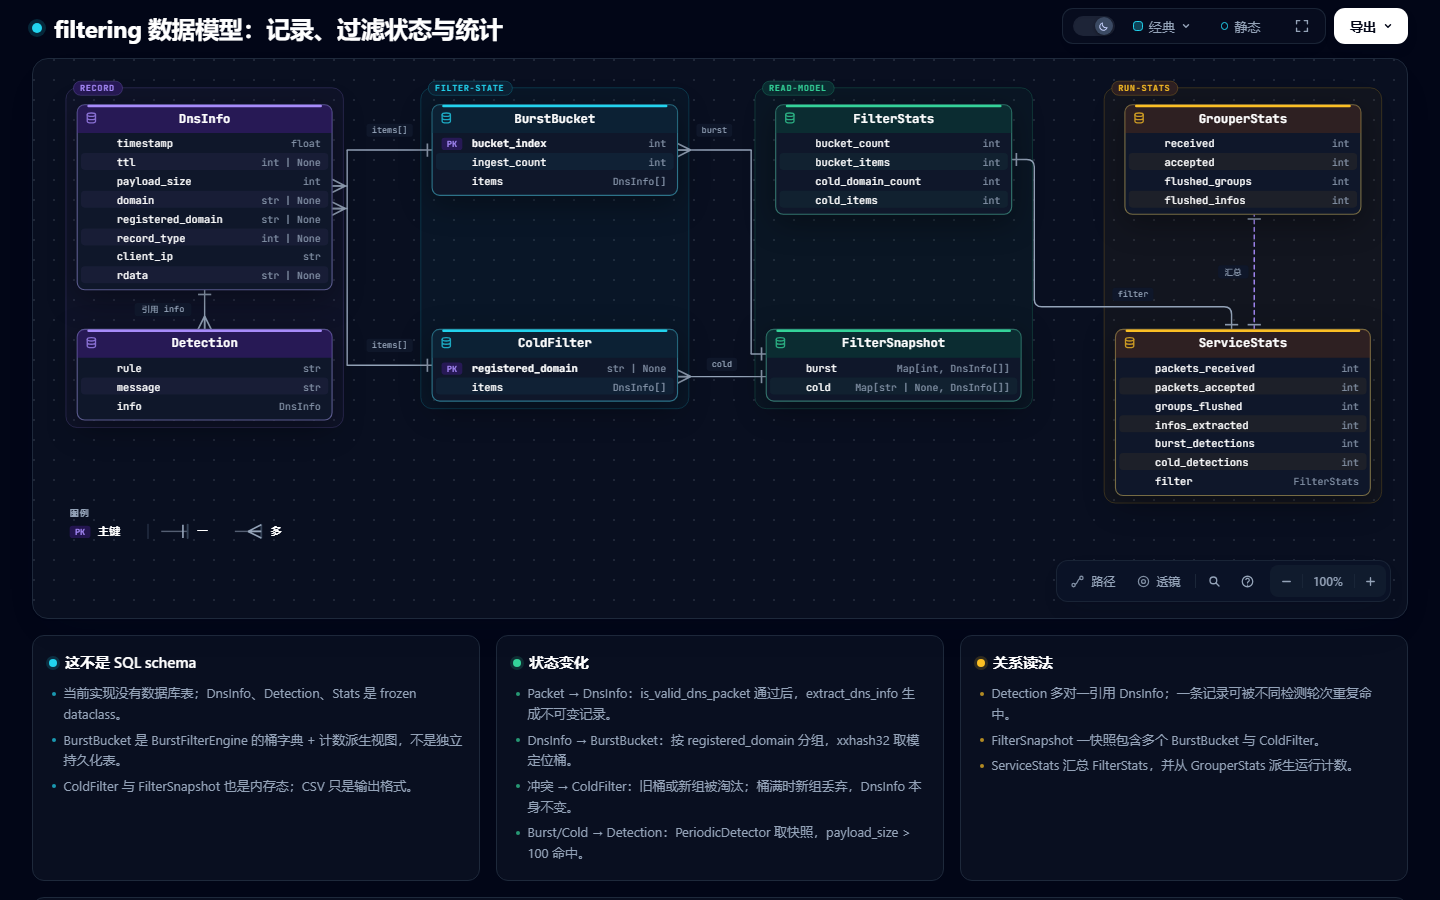 filtering 数据模型：记录、过滤状态与统计
经典
静态
导出
RECORD
DnsInfo
timestamp float
ttl int | None
payload_size int
domain str | None
registered_domain str | None
record_type int | None
client_ip str
rdata str | None
引用 info
Detection
rule str
message str
info DnsInfo
items[]
items[]
FILTER-STATE
BurstBucket
PK bucket_index int
ingest_count int
items DnsInfo[]
ColdFilter
PK registered_domain str | None
items DnsInfo[]
burst
cold
READ-MODEL
FilterStats
bucket_count int
bucket_items int
cold_domain_count int
cold_items int
FilterSnapshot
burst Map[int, DnsInfo[]]
cold Map[str | None, DnsInfo[]]
filter
RUN-STATS
GrouperStats
received int
accepted int
flushed_groups int
flushed_infos int
汇总
ServiceStats
packets_received int
packets_accepted int
groups_flushed int
infos_extracted int
burst_detections int
cold_detections int
filter FilterStats
图例
PK 主键 一 多
路径 透镜 100%
这不是 SQL schema
当前实现没有数据库表；DnsInfo、Detection、Stats 是 frozen
dataclass。
BurstBucket 是 BurstFilterEngine 的桶字典 + 计数派生视图，不是独立
持久化表。
ColdFilter 与 FilterSnapshot 也是内存态；CSV 只是输出格式。
状态变化
Packet → DnsInfo：is_valid_dns_packet 通过后，extract_dns_info 生
成不可变记录。
DnsInfo → BurstBucket：按 registered_domain 分组，xxhash32 取模
定位桶。
冲突 → ColdFilter：旧桶或新组被淘汰；桶满时新组丢弃，DnsInfo 本
身不变。
Burst/Cold → Detection：PeriodicDetector 取快照，payload_size >
100 命中。
关系读法
Detection 多对一引用 DnsInfo；一条记录可被不同检测轮次重复命
中。
FilterSnapshot 一快照包含多个 BurstBucket 与 ColdFilter。
ServiceStats 汇总 FilterStats，并从 GrouperStats 派生运行计数。